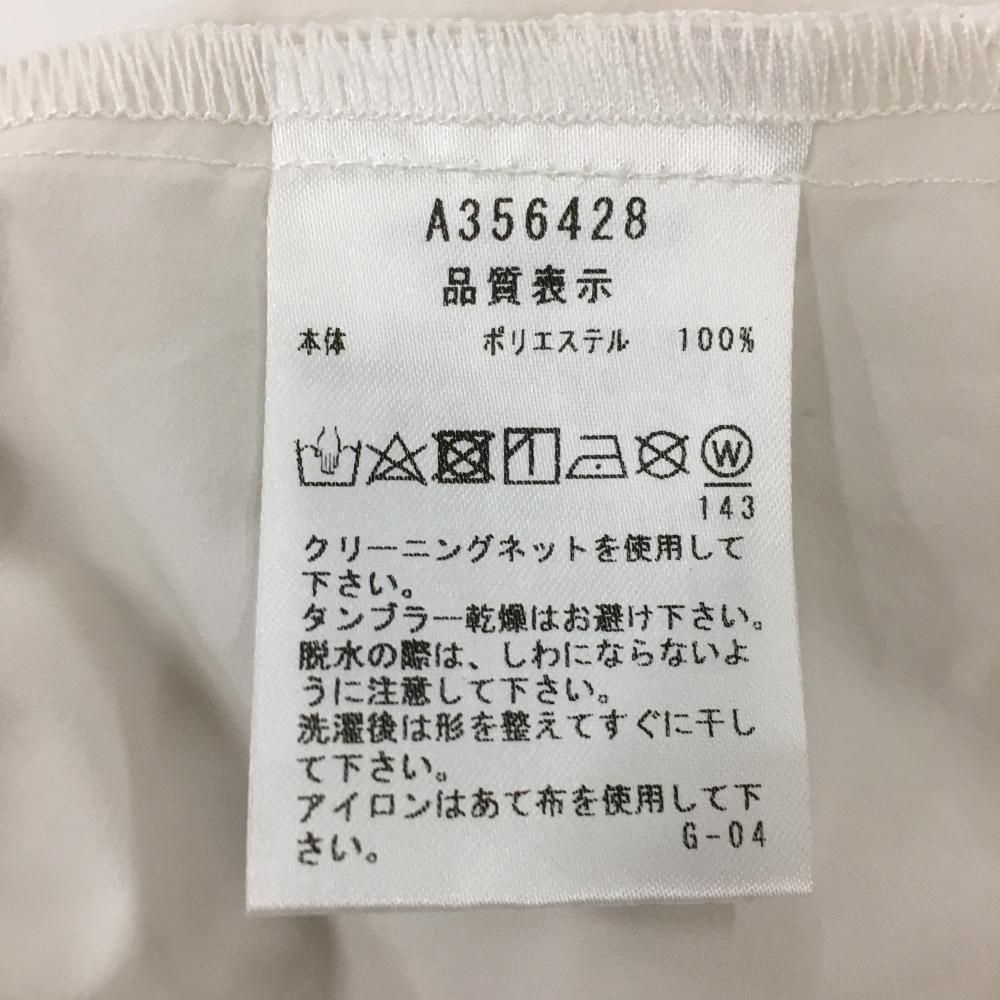 A356428
品質表示
本体 ポリエステル 100%
W
143
クリーニングネットを使用して
下さい。
タンブラー乾燥はお避け下さい。
脱水の際は、しわにならないよ
うに注意して下さい。
洗濯後は形を整えてすぐに干し
て下さい。
アイロンはあて布を使用して下
さい。 G-04